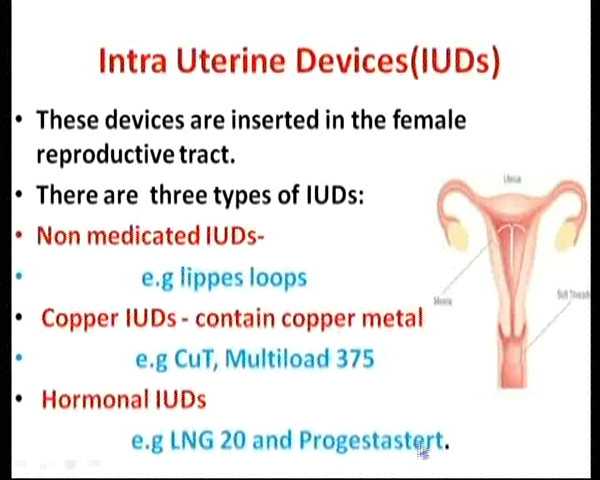 Intra Uterine Devices(IUDs)
• These devices are inserted in the female
reproductive tract.
• There are three types of IUDs:
• Non medicated IUDs-
• e.g lippes loops
• Copper IUDs - contain copper metal
• e.g CuT, Multiload 375
• Hormonal IUDs
e.g LNG 20 and Progestastert.
Uterus